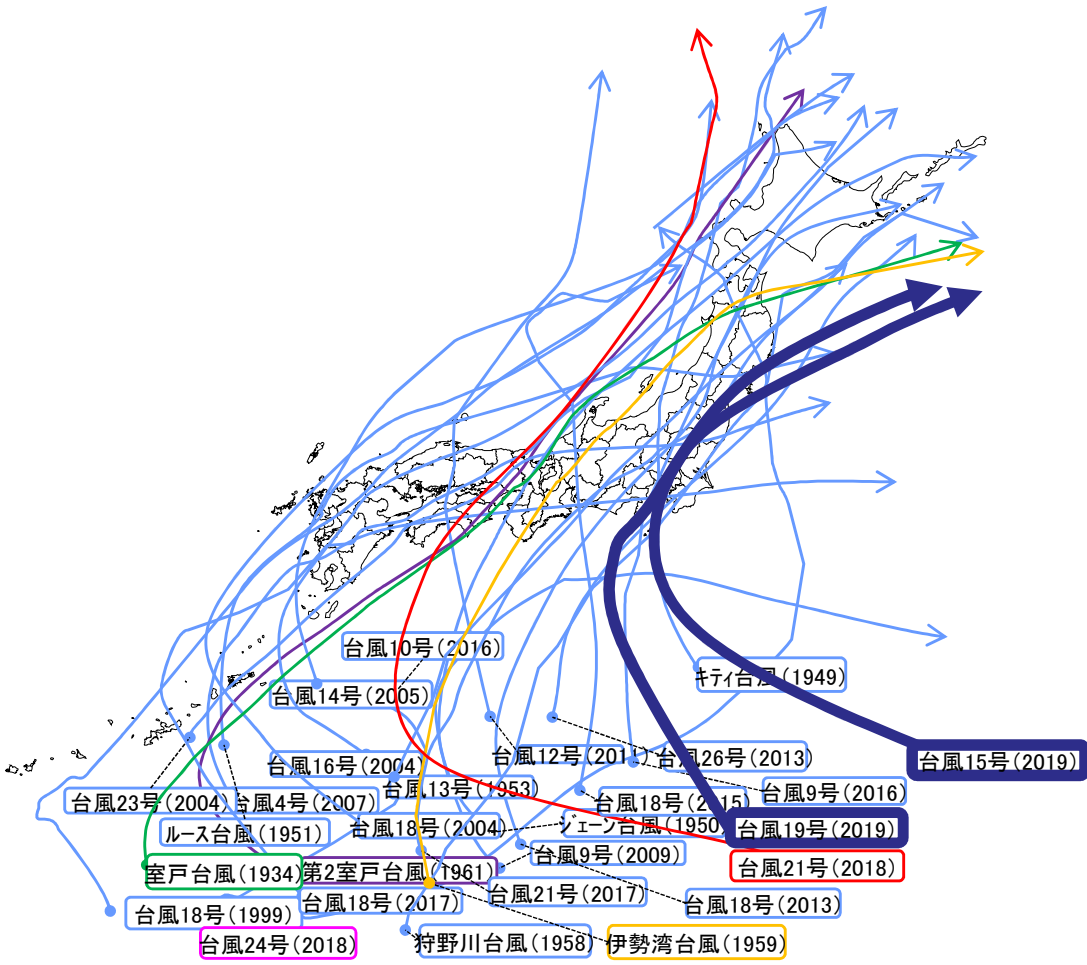 台風10号(2016)
キティ台風(1949)
台風14号(2005)
台風12号(2011)
台風26号(2013)
台風15号(2019)
台風16号(2004)
台風13号(1953)
台風9号(2016)
台風23号(2004)
台風4号(2007)
台風18号(2015)
ルース台風(1951)
台風18号(2004
ジェーン台風(1950)
台風19号(2019)
台風9号(2009)
台風21号(2018)
室戸台風(1934)
第2室戸台風(1961)
台風21号(2017)
台風18号(2017)
台風18号(2013)
台風18号(1999)
台風24号(2018)
狩野川台風(1958)
伊勢湾台風(1959)